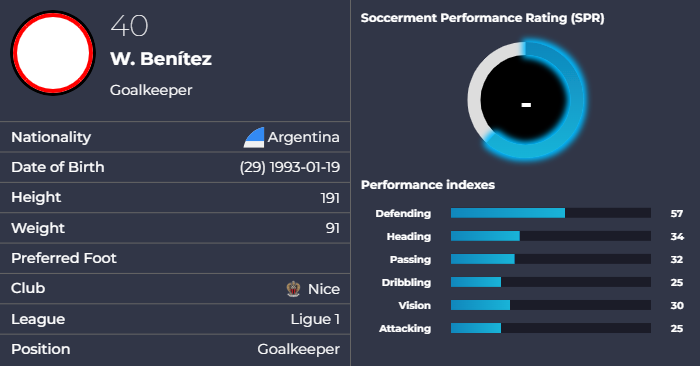 40
W. Benítez
Goalkeeper
Nationality Argentina
Date of Birth (29) 1993-01-19
Height 191
Weight 91
Preferred Foot
Club Nice
League Ligue 1
Position Goalkeeper
Soccerment Performance Rating (SPR)
-
Performance indexes
Defending 57
Heading 34
Passing 32
Dribbling 25
Vision 30
Attacking 25